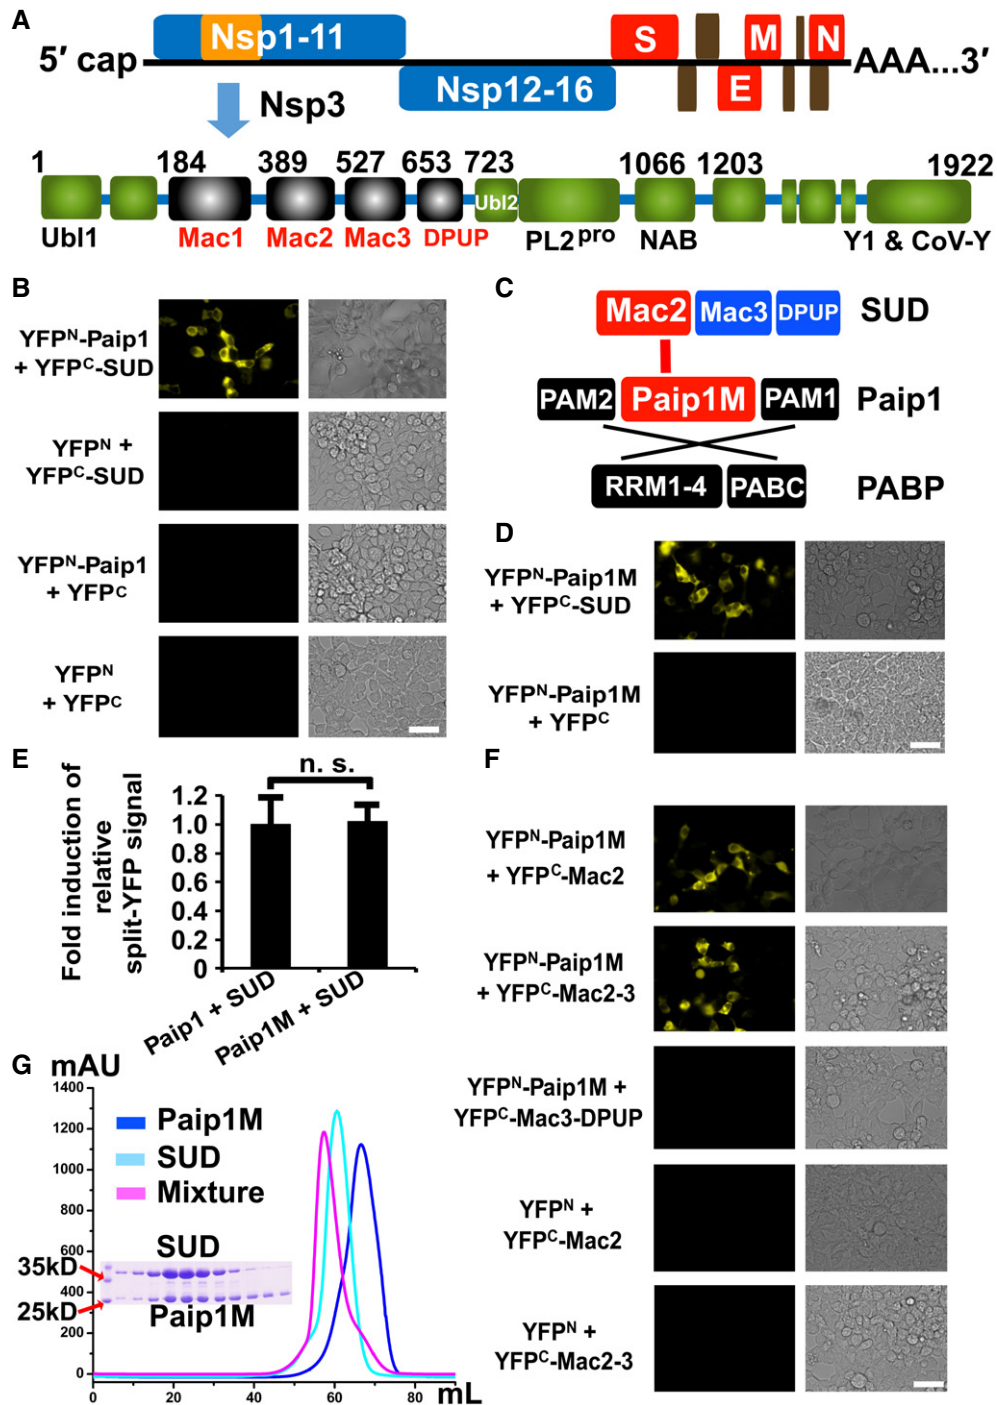 A
Nsp1-11
S
M
N
5′ cap
AAA...3′
Nsp12-16
E
Nsp3
1
184
389
527
653
723
1066
1203
1922
Ubl2
Ubl1
Mac1
Mac2
Mac3
DPUP
PL2pro
NAB
Y1 & CoV-Y
B
YFPN-Paip1
+ YFPC-SUD
YFPN +
YFPC-SUD
YFPN-Paip1
+ YFPC
YFPN
+ YFPC
C
Mac2
Mac3
DPUP
SUD
PAM2
Paip1M
PAM1
Paip1
RRM1-4
PABC
PABP
D
YFPN-Paip1M
+ YFPC-SUD
YFPN-Paip1M
+ YFPC
E
Fold induction of
relative
split-YFP signal
n. s.
1.2
1.0
0.8
0.6
0.4
0.2
0
Paip1 + SUD
Paip1M + SUD
F
YFPN-Paip1M
+ YFPC-Mac2
YFPN-Paip1M
+ YFPC-Mac2-3
YFPN-Paip1M +
YFPC-Mac3-DPUP
YFPN +
YFPC-Mac2
YFPN +
YFPC-Mac2-3
G
mAU
1400
1200
1000
800
600
400
200
0
Paip1M
SUD
Mixture
SUD
35kD
25kD
Paip1M
0
20
40
60
80
mL